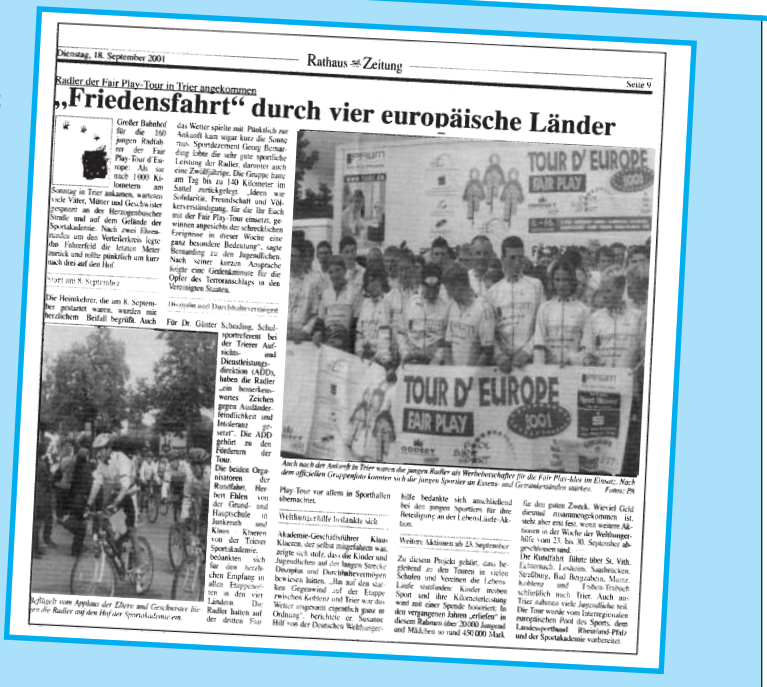 Dienstag, 18. September 2001
Rathaus Zeitung
Seite 9
Radler der Fair Play-Tour in Trier angekommen
„Friedensfahrt“ durch vier europäische Länder
Großer Bahnhof
für die 160
jungen Radfah-
rer der Fair
Play-Tour d'Eu-
rope: Als sie
nach 1000 Ki-
lometern am
Sonntag in Trier ankamen, warteten
viele Väter, Mütter und Geschwister
gespannt an der Herzogenbuscher
Straße und auf dem Gelände der
Sportakademie. Nach zwei Ehren-
runden um den Verteilerkreis legte
das Fahrerfeld die letzten Meter
zurück und rollte pünktlich um kurz
nach drei auf den Hof.
Start am 8. September
Die Heimkehrer, die am 8. Septem-
ber gestartet waren, wurden mit
herzlichem Beifall begrüßt. Auch
das Wetter spielte mit: Pünktlich zur
Ankunft kam sogar kurz die Sonne
raus. Sportdezernent Georg Bernar-
ding lobte die sehr gute sportliche
Leistung der Radler, darunter auch
eine Zwölfjährige. Die Gruppe hatte
am Tag bis zu 140 Kilometer im
Sattel zurückgelegt. „Ideen wie
Solidarität, Freundschaft und Völ-
kerverständigung, für die Ihr Euch
mit der Fair Play-Tour einsetzt, ge-
winnen angesichts der schrecklichen
Ereignisse in dieser Woche eine
ganz besondere Bedeutung“, sagte
Bernarding zu den Jugendlichen.
Nach seiner kurzen Ansprache
folgte eine Gedenkminute für die
Opfer des Terroranschlags in den
Vereinigten Staaten.
Disziplin und Durchhaltevermögen
Für Dr. Günter Scheiding, Schul-
sportreferent bei
der Trierer Auf-
sichts- und
Dienstleistungs-
direktion (ADD),
haben die Radler
„ein bemerkens-
wertes Zeichen
gegen Auslän­der-
feindlichkeit und
Intoleranz ge-
setzt“. Die ADD
gehört zu den
Förderern der
Tour.
Die beiden Orga-
nisatoren der
Rundfahrt, Her-
bert Ehlen von
der Grund- und
Hauptschule in
Junkerath und
Klaus Klaeren
von der Trierer
Sportakademie,
bedankten sich
für den herzli-
chen Empfang in
allen Etappenor-
ten in den vier
Ländern. Die
Radler hatten auf
der dritten Fair
TOUR D' EUROPE
FAIR PLAY
2001
PRIUM
TOUR D' EUROPE
FAIR PLAY
2001
Auch nach der Ankunft in Trier waren die jungen Radler als Werbebotschafter für die Fair Play-Idee im Einsatz. Nach
dem offiziellen Gruppenfoto konnten sich die jungen Sportler an Essens- und Getränkeständen stärken. Fotos: PA
Beflügelt vom Applaus der Eltern und Geschwister bie-
gen die Radler auf den Hof der Sportakademie ein.
Play-Tour vor allem in Sporthallen
übernachtet.
Welthungerhilfe bedankte sich
Akademie-Geschäftsführer Klaus
Klaeren, der selbst mitgefahren war,
zeigte sich stolz, dass die Kinder und
Jugendlichen auf der langen Strecke
Disziplin und Durchhaltevermögen
bewiesen hätten. „Bis auf den star-
ken Gegenwind auf der Etappe
zwischen Koblenz und Trier war das
Wetter insgesamt eigentlich ganz in
Ordnung“, berichtete er. Susanne
Hilf von der Deutschen Welthunger-
hilfe bedankte sich anschließend
bei den jungen Sportlern für ihre
Beteiligung an der LebensLäufe-Ak-
tion.
Weitere Aktionen ab 23. September
Zu diesem Projekt gehört, dass be-
gleitend zu den Touren in vielen
Schulen und Vereinen die Lebens-
Läufe stattfinden: Kinder treiben
Sport und ihre Kilometerleistung
wird mit einer Spende honoriert. In
den vergangenen Jahren „erliefen“ in
diesem Rahmen über 20 000 Jungend
und Mädchen so rund 450 000 Mark
für den guten Zweck. Wieviel Geld
diesmal zusammengekommen ist,
steht aber erst fest, wenn weitere Ak-
tionen in der Woche der Welthunger-
hilfe vom 23. bis 30. September ab-
geschlossen sind.
Die Rundfahrt führte über St. Vith,
Echternach, Losheim, Saarbrücken,
Straßburg, Bad Bergzabern, Mainz,
Koblenz und Traben-Trarbach
schließlich nach Trier. Auch aus
Trier nahmen viele Jugendliche teil.
Die Tour wurde vom Interregionalen
europäischen Pool des Sports, dem
Landessportbund Rheinland-Pfalz
und der Sportakademie vorbereitet.